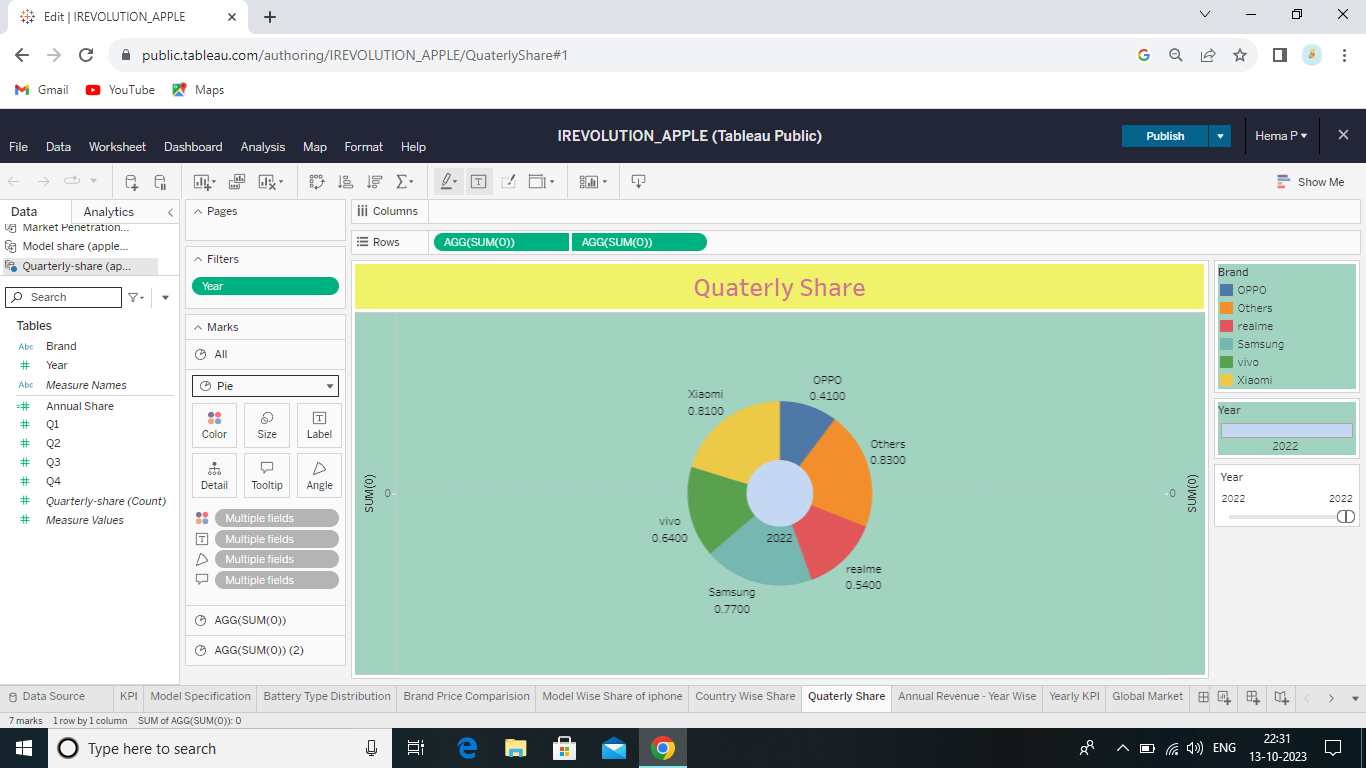 Edit | IREVOLUTION_APPLE
public.tableau.com/authoring/IREVOLUTION_APPLE/QuaterlyShare#1
Gmail YouTube Maps
IREVOLUTION_APPLE (Tableau Public)
Publish
Hema P
File Data Worksheet Dashboard Analysis Map Format Help
Show Me
Data Analytics
Market Penetration...
Model share (apple...
Quarterly-share (ap...
Search
Tables
Abc Brand
Year
Abc Measure Names
Annual Share
Q1
Q2
Q3
Q4
Quarterly-share (Count)
Measure Values
Pages
Filters
Year
Marks
All
Pie
Color Size Label
Detail Tooltip Angle
Multiple fields
Multiple fields
Multiple fields
Multiple fields
AGG(SUM(0))
AGG(SUM(0)) (2)
Columns
Rows AGG(SUM(0)) AGG(SUM(0))
Quaterly Share
SUM(0)
0
OPPO
0.4100
Others
0.8300
realme
0.5400
Samsung
0.7700
vivo
0.6400
Xiaomi
0.8100
2022
0
SUM(0)
Brand
OPPO
Others
realme
Samsung
vivo
Xiaomi
Year
2022
Year
2022 2022
Data Source KPI Model Specification Battery Type Distribution Brand Price Comparision Model Wise Share of iphone Country Wise Share Quaterly Share Annual Revenue - Year Wise Yearly KPI Global Market
7 marks 1 row by 1 column SUM of AGG(SUM(0)): 0
Type here to search
ENG
22:31
13-10-2023